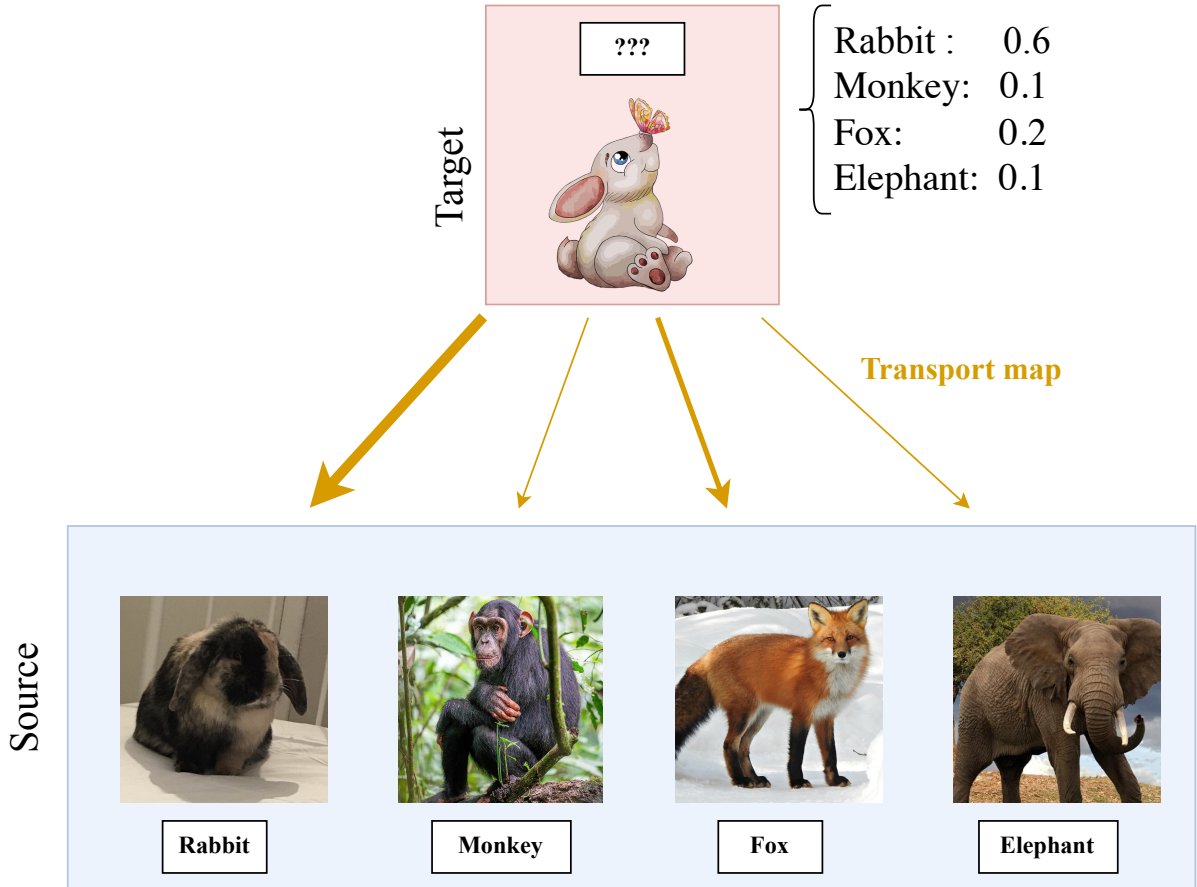 ???
Rabbit : 0.6
Monkey: 0.1
Fox: 0.2
Elephant: 0.1
Target
Transport map
Source
Rabbit
Monkey
Fox
Elephant